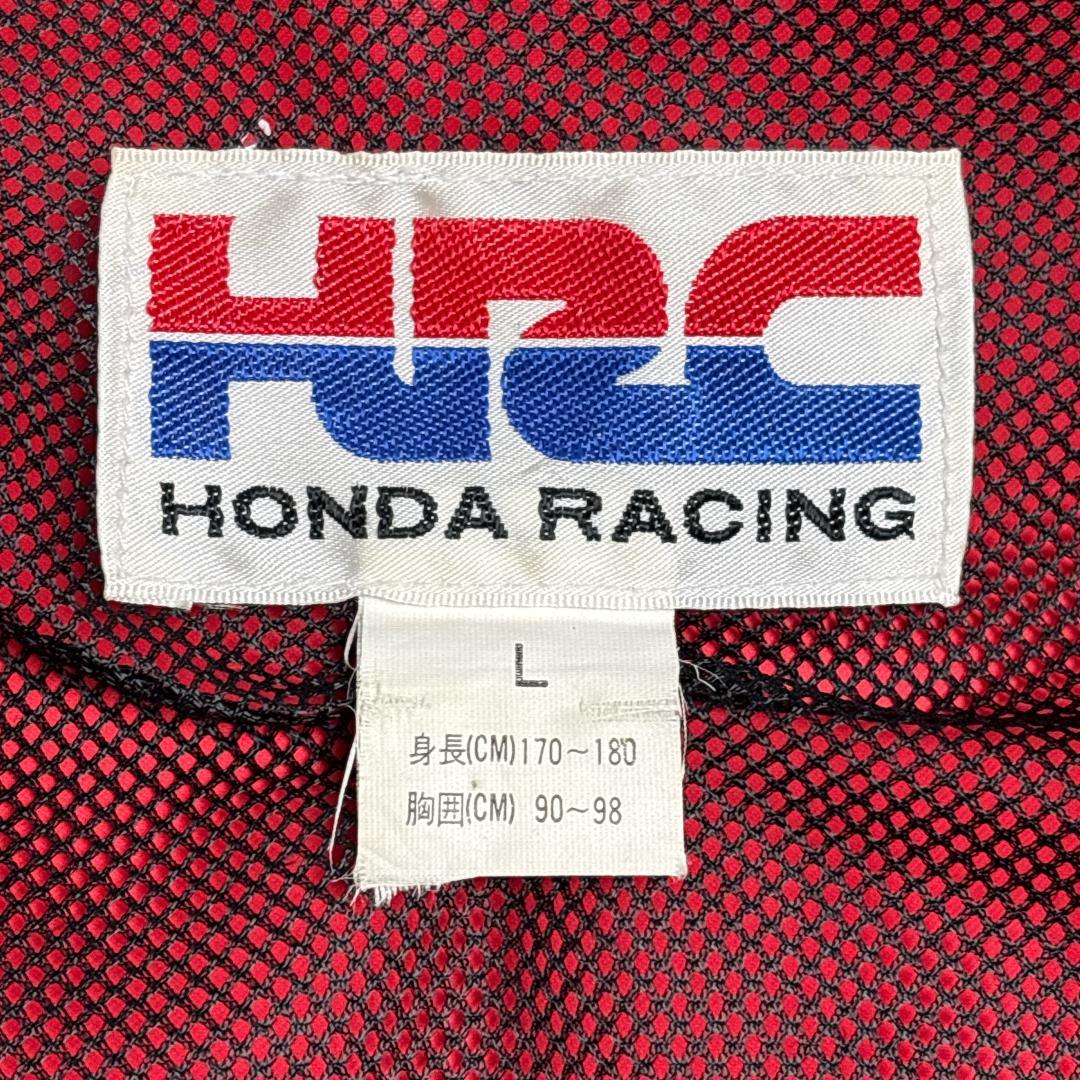 HRC
HONDA RACING
L
身長(CM)170～180
胸囲(CM) 90～98